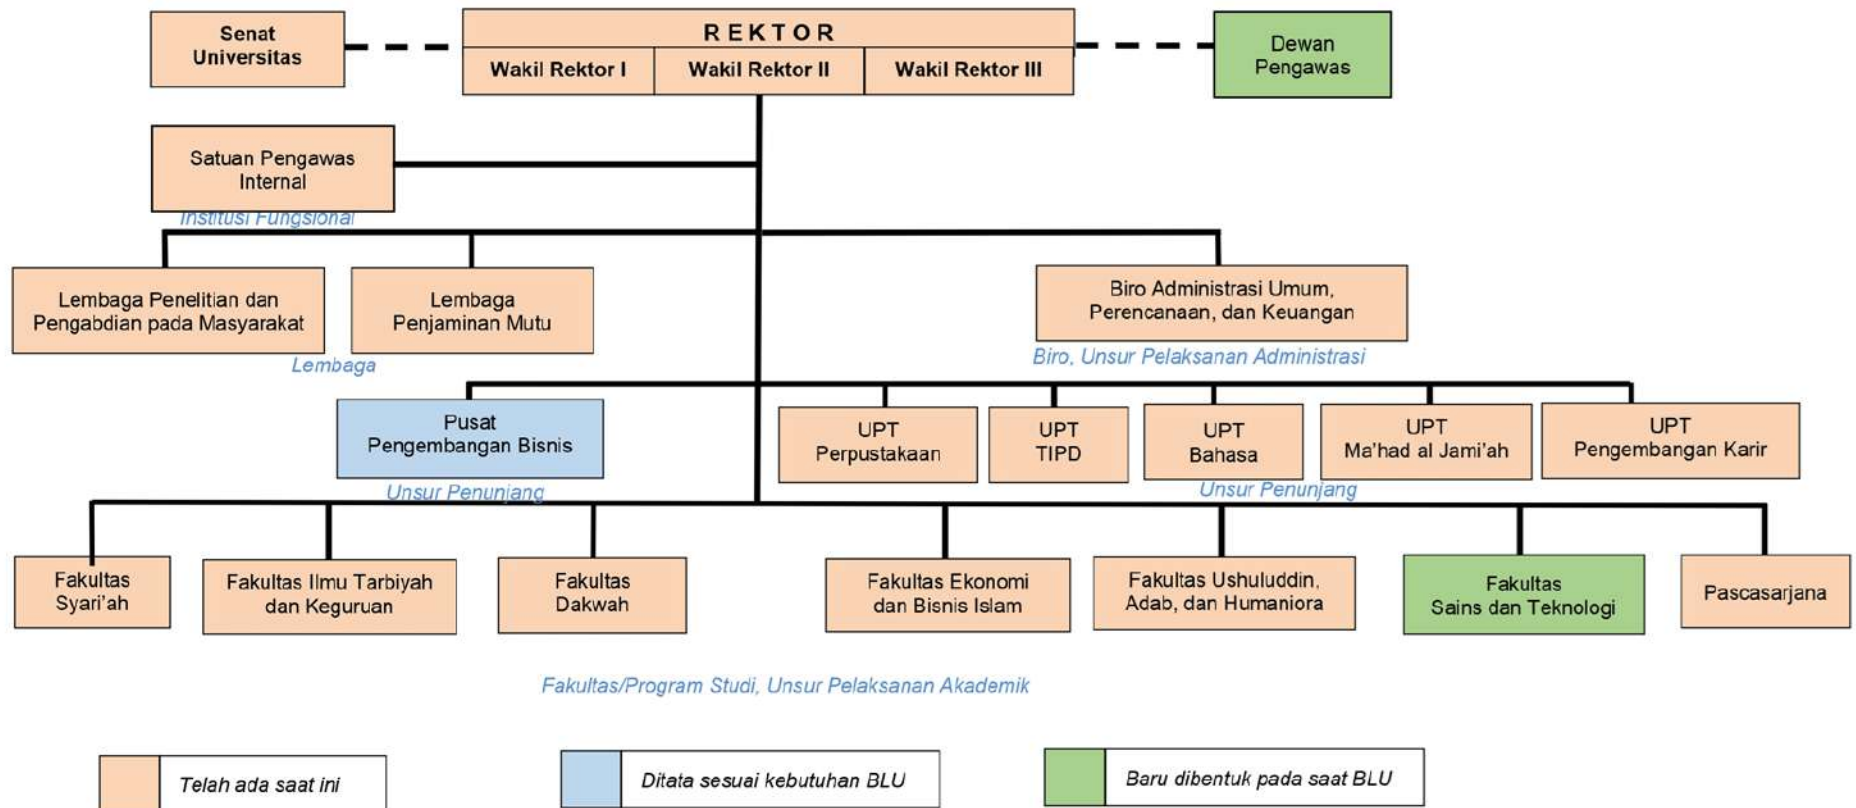 Senat
Universitas
REKTOR
Wakil Rektor I
Wakil Rektor II
Wakil Rektor III
Dewan
Pengawas
Satuan Pengawas
Internal
Institusi Fungsional
Lembaga Penelitian dan
Pengabdian pada Masyarakat
Lembaga
Penjaminan Mutu
Biro Administrasi Umum,
Perencanaan, dan Keuangan
Lembaga
Biro, Unsur Pelaksanan Administrasi
Pusat
Pengembangan Bisnis
UPT
Perpustakaan
UPT
TIPD
UPT
Bahasa
UPT
Ma'had al Jami'ah
UPT
Pengembangan Karir
Unsur Penunjang
Unsur Penunjang
Fakultas
Syari'ah
Fakultas Ilmu Tarbiyah
dan Keguruan
Fakultas
Dakwah
Fakultas Ekonomi
dan Bisnis Islam
Fakultas Ushuluddin,
Adab, dan Humaniora
Fakultas
Sains dan Teknologi
Pascasarjana
Fakultas/Program Studi, Unsur Pelaksanan Akademik
Telah ada saat ini
Ditata sesuai kebutuhan BLU
Baru dibentuk pada saat BLU